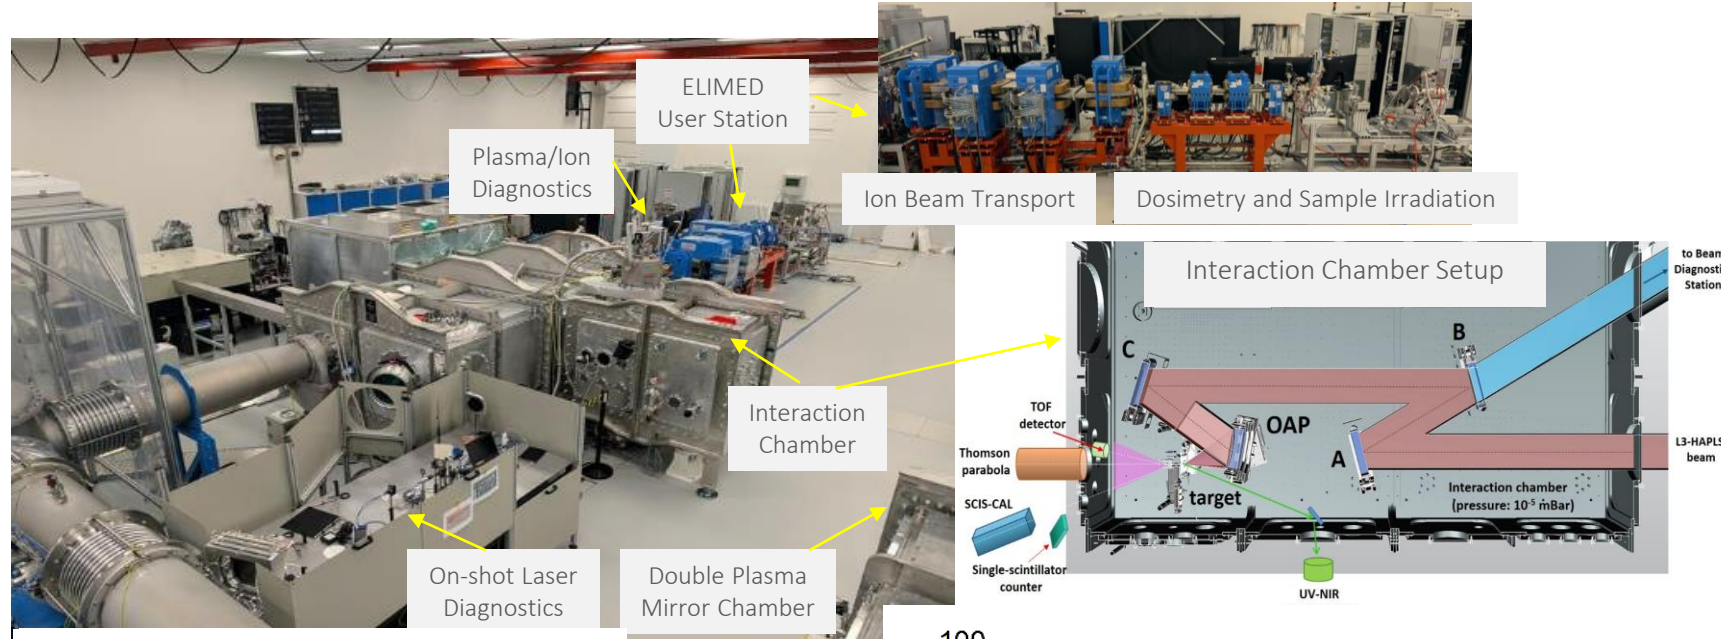 ELIMED
User Station
Plasma/Ion
Diagnostics
Ion Beam Transport
Dosimetry and Sample Irradiation
Interaction Chamber Setup
to Beam
Diagnosti
Station
C
B
TOF
detector
OAP
Interaction
Chamber
Thomson
parabola
A
L3-HAPLS
beam
target
Interaction chamber
(pressure: 10⁻⁵ mBar)
SCIS-CAL
Single-scintillator
counter
On-shot Laser
Diagnostics
Double Plasma
Mirror Chamber
UV-NIR